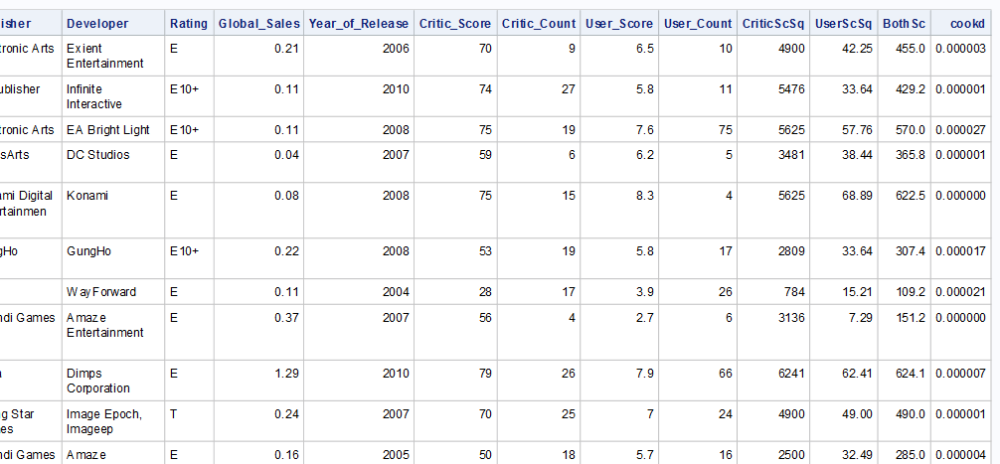 isher Developer Rating Global_Sales Year_of_Release Critic_Score Critic_Count User_Score User_Count CriticScSq UserScSq BothSc cookd
tronic Arts Exient E 0.21 2006 70 9 6.5 10 4900 42.25 455.0 0.000003
Entertainment
ublisher Infinite E10+ 0.11 2010 74 27 5.8 11 5476 33.64 429.2 0.000001
Interactive
tronic Arts EA Bright Light E10+ 0.11 2008 75 19 7.6 75 5625 57.76 570.0 0.000027
sArts DC Studios E 0.04 2007 59 6 6.2 5 3481 38.44 365.8 0.000001
ami Digital Konami E 0.08 2008 75 15 8.3 4 5625 68.89 622.5 0.000000
rtainmen
gHo GungHo E10+ 0.22 2008 53 19 5.8 17 2809 33.64 307.4 0.000017
WayForward E 0.11 2004 28 17 3.9 26 784 15.21 109.2 0.000021
ndi Games Amaze E 0.37 2007 56 4 2.7 6 3136 7.29 151.2 0.000000
Entertainment
a Dimps E 1.29 2010 79 26 7.9 66 6241 62.41 624.1 0.000007
Corporation
ng Star Image Epoch, T 0.24 2007 70 25 7 24 4900 49.00 490.0 0.000001
es Imageep
ndi Games Amaze E 0.16 2005 50 18 5.7 16 2500 32.49 285.0 0.000004